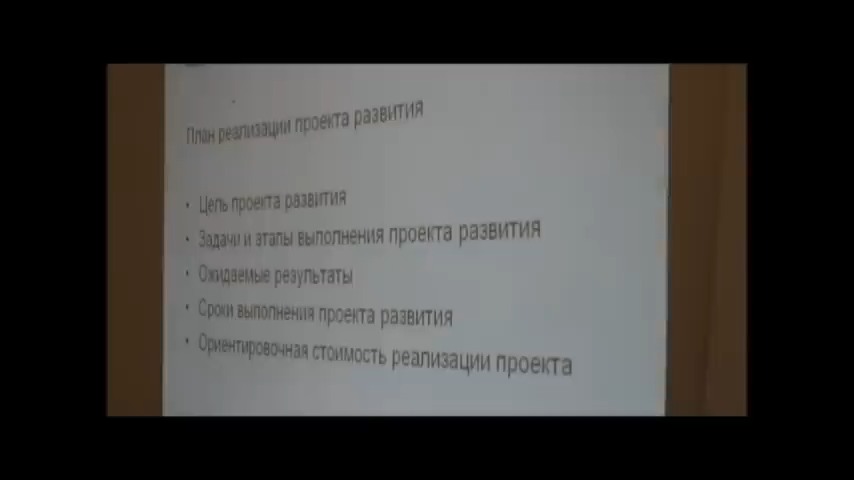 План реализации проекта развития
• Цель проекта развития
• Задачи и этапы выполнения проекта развития
• Ожидаемые результаты
• Сроки выполнения проекта развития
• Ориентировочная стоимость реализации проекта